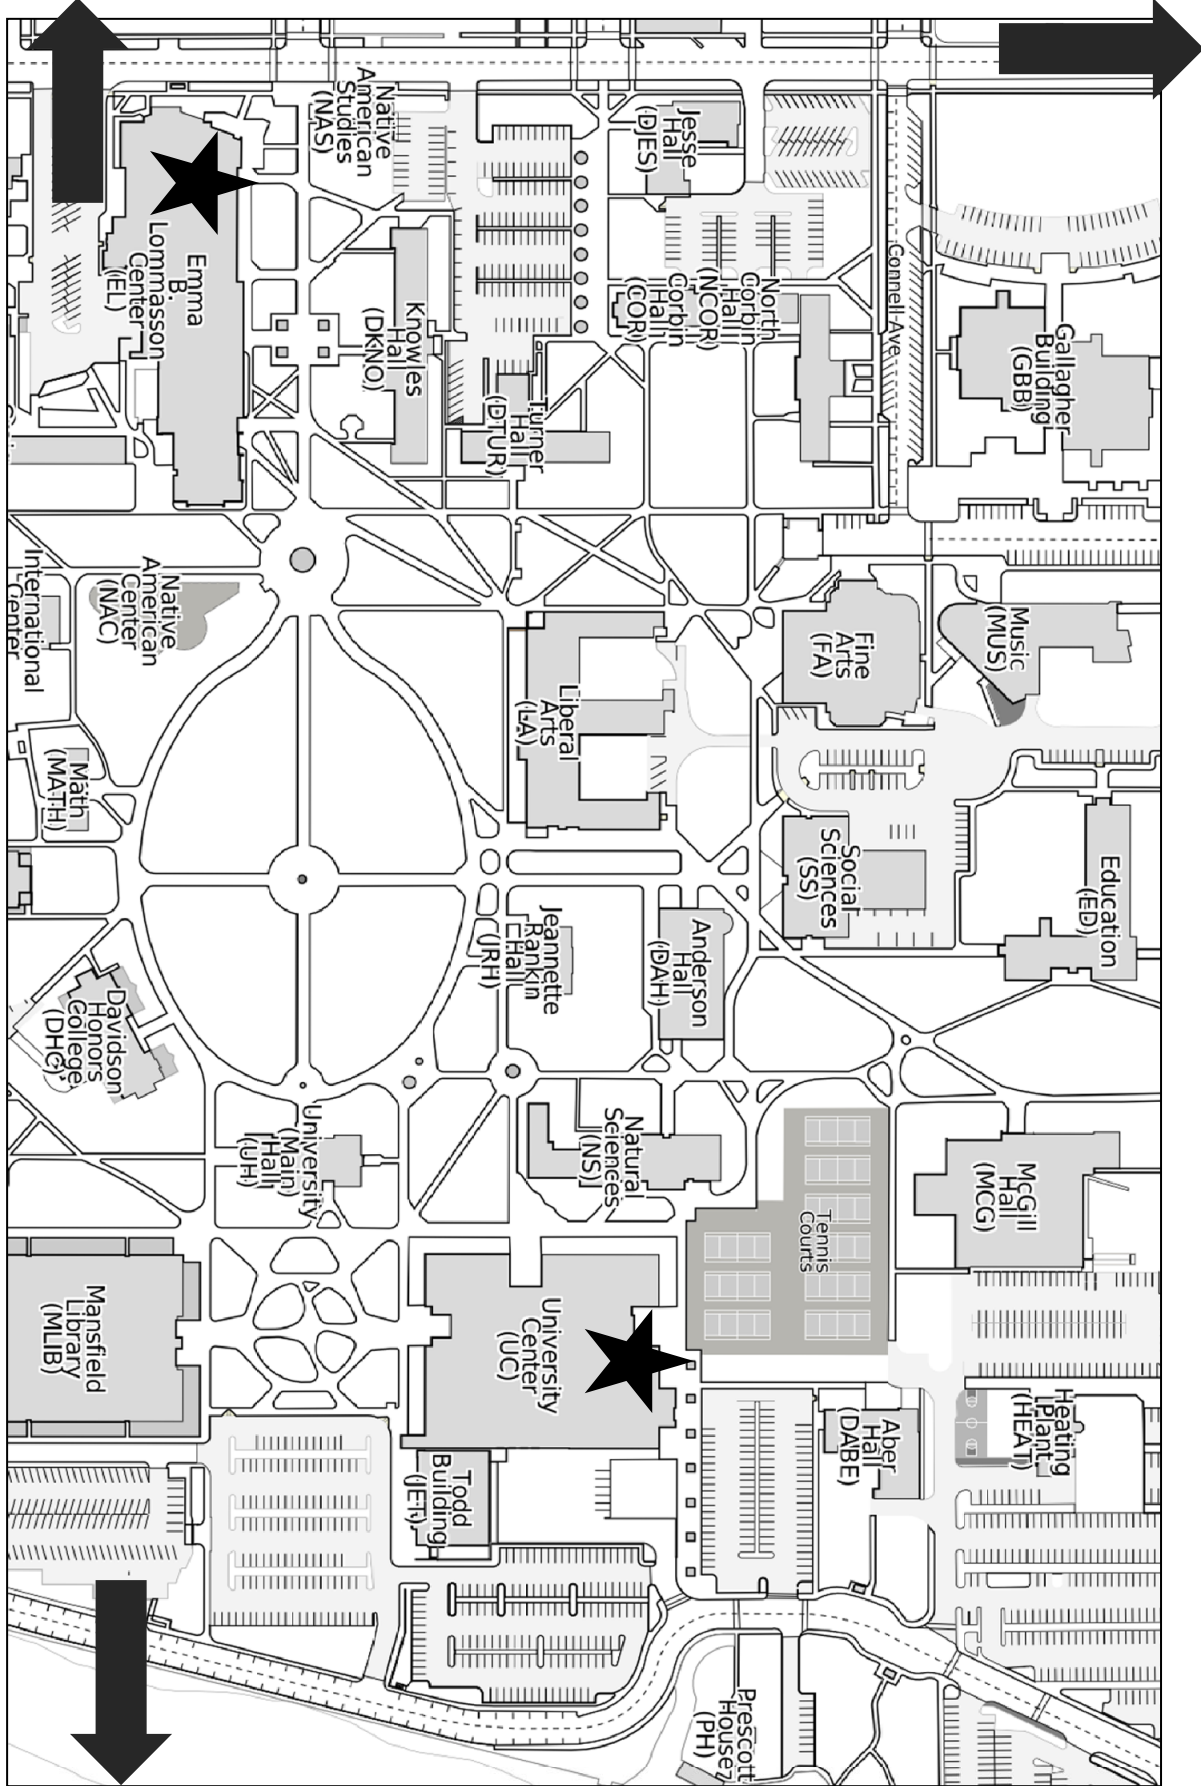 Native
American
Studies
(NAS)
Jesse
Hall
(DJES)
Emma
B.
Lommasson
Center
(EL)
Knowles
Hall
(DKNO)
Turner
Hall
(DTUR)
North
Corbin
Hall
(NCOR)
Corbin
Hall
(COR)
Connell Ave
Gallagher
Building
(GBB)
International
Center
Native
American
Center
(NAC)
Math
(MATH)
Liberal
Arts
(LA)
Fine
Arts
(FA)
Music
(MUS)
Social
Sciences
(SS)
Education
(ED)
Davidson
Honors
College
(DHC)
Jeannette
Rankin
Hall
(JRH)
Anderson
Hall
(DAH)
University
(Main)
Hall
(UH)
Natural
Sciences
(NS)
Tennis
Courts
McGill
Hall
(MCG)
Mansfield
Library
(MLIB)
University
Center
(UC)
Todd
Building
Aber
Hall
(DABE)
Heating
Plant
(HEAT)
Prescott
House
(PH)